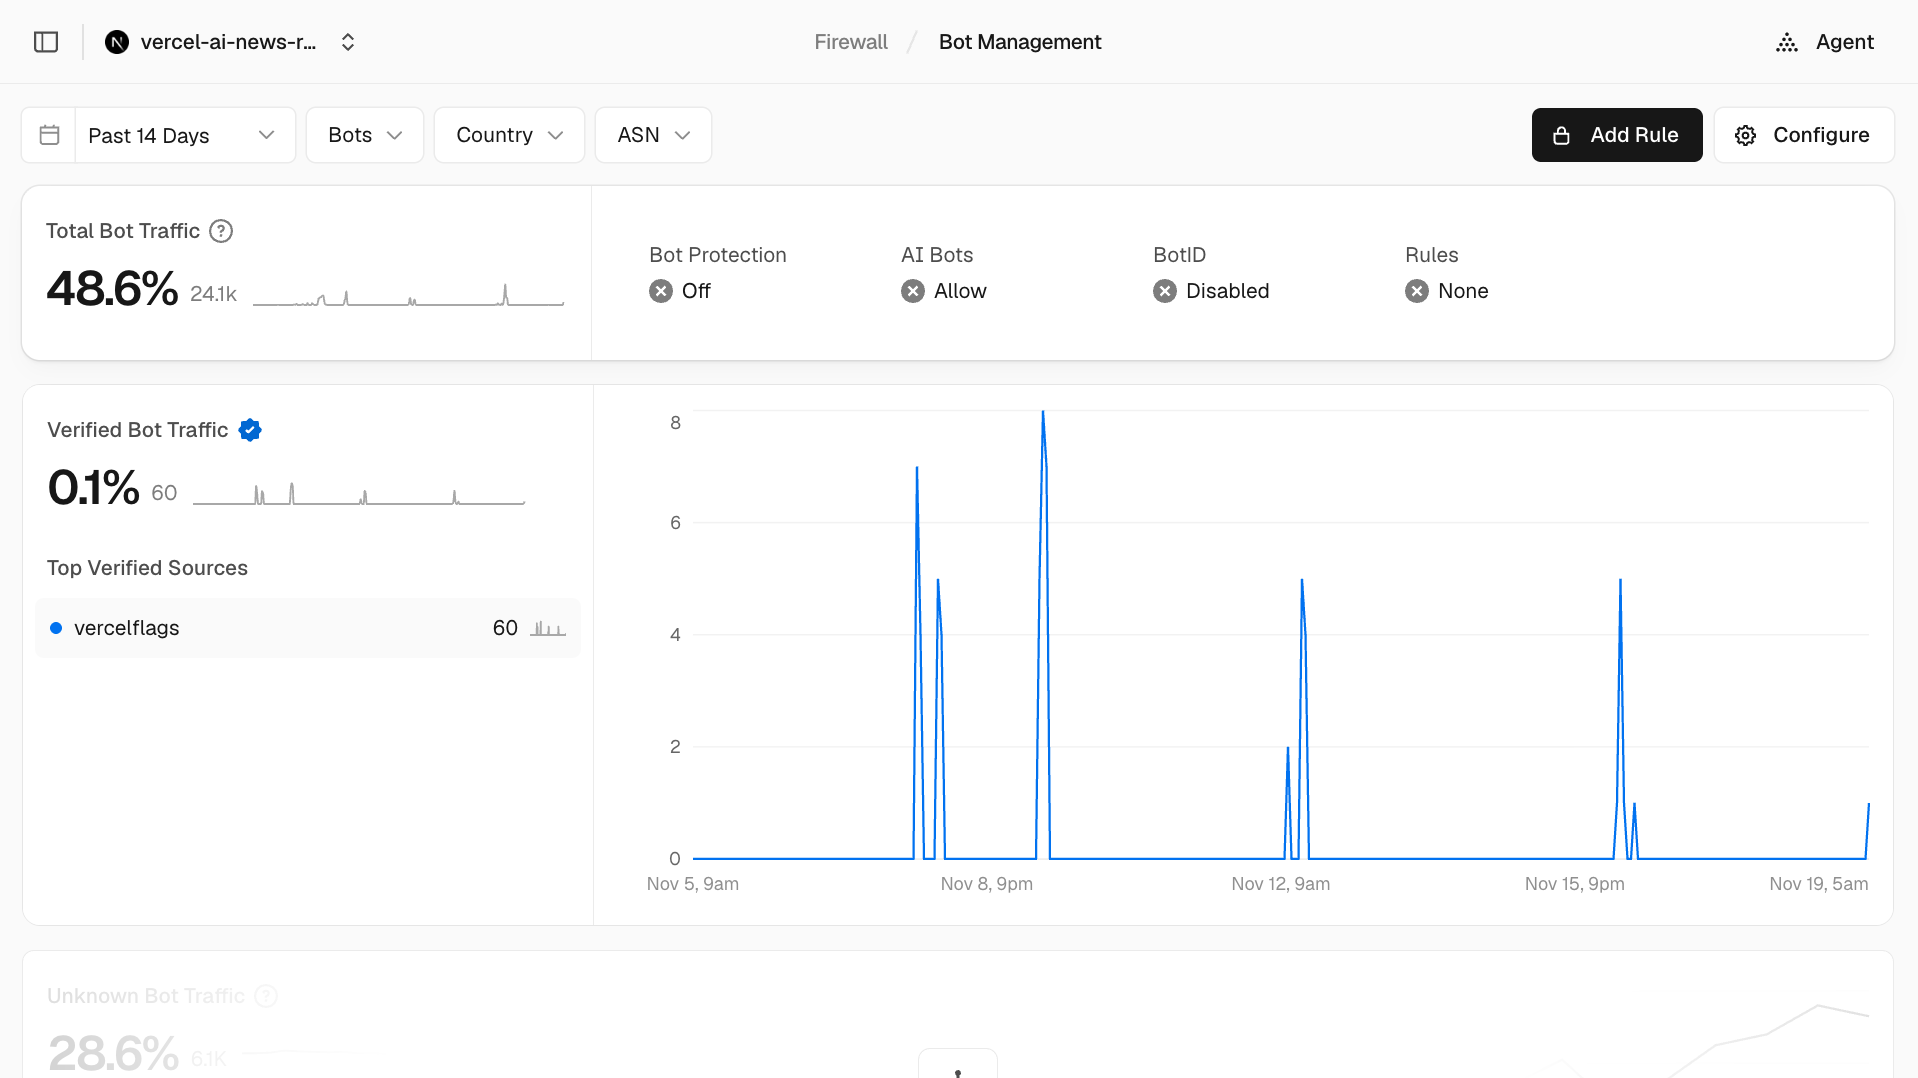 vercel-ai-news-r...
Firewall / Bot Management
Agent
Past 14 Days
Bots
Country
ASN
Add Rule
Configure
Total Bot Traffic ?
48.6% 24.1k
Bot Protection
Off
AI Bots
Allow
BotID
Disabled
Rules
None
Verified Bot Traffic
0.1% 60
Top Verified Sources
vercelflags 60
8
6
4
2
0
Nov 5, 9am
Nov 8, 9pm
Nov 12, 9am
Nov 15, 9pm
Nov 19, 5am
Unknown Bot Traffic ?
28.6% 6.1K